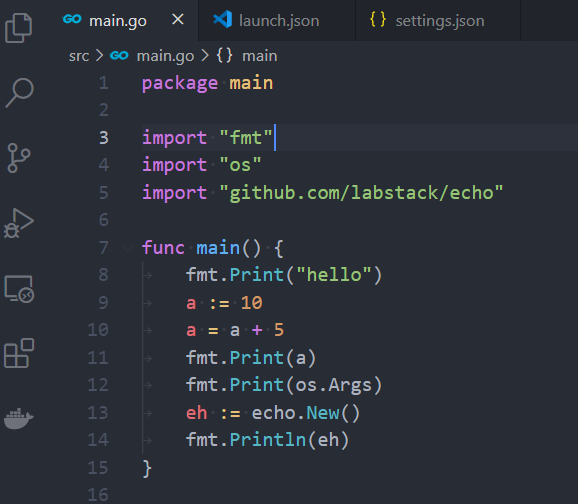 GO main.go × launch.json {} settings.json
src > GO main.go > {} main
1 package main
2
3 import "fmt"
4 import "os"
5 import "github.com/labstack/echo"
6
7 func main() {
8 fmt.Print("hello")
9 a := 10
10 a = a + 5
11 fmt.Print(a)
12 fmt.Print(os.Args)
13 eh := echo.New()
14 fmt.Println(eh)
15 }
16